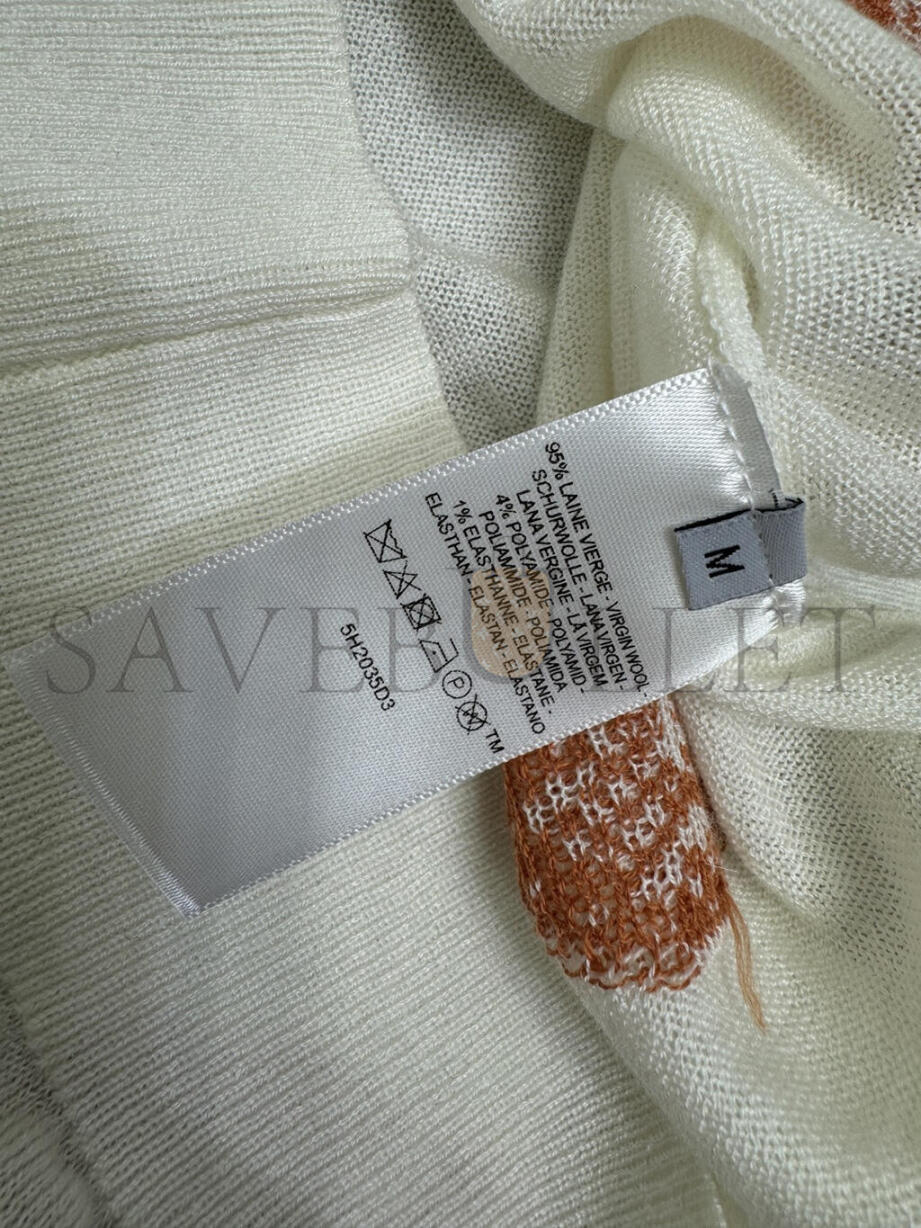 95% LAINE VIERGE - VIRGIN WOOL -
SCHURWOLLE - LANA VIRGEN -
LANA VERGINE - LÃ VIRGEM
4% POLYAMIDE - POLYAMID -
POLIAMMIDE - POLIAMIDA
1% ELASTHANNE - ELASTANE -
ELASTHAN - ELASTAN - ELASTANO
P
TM
5H2035D3
M
SAVEBULLET